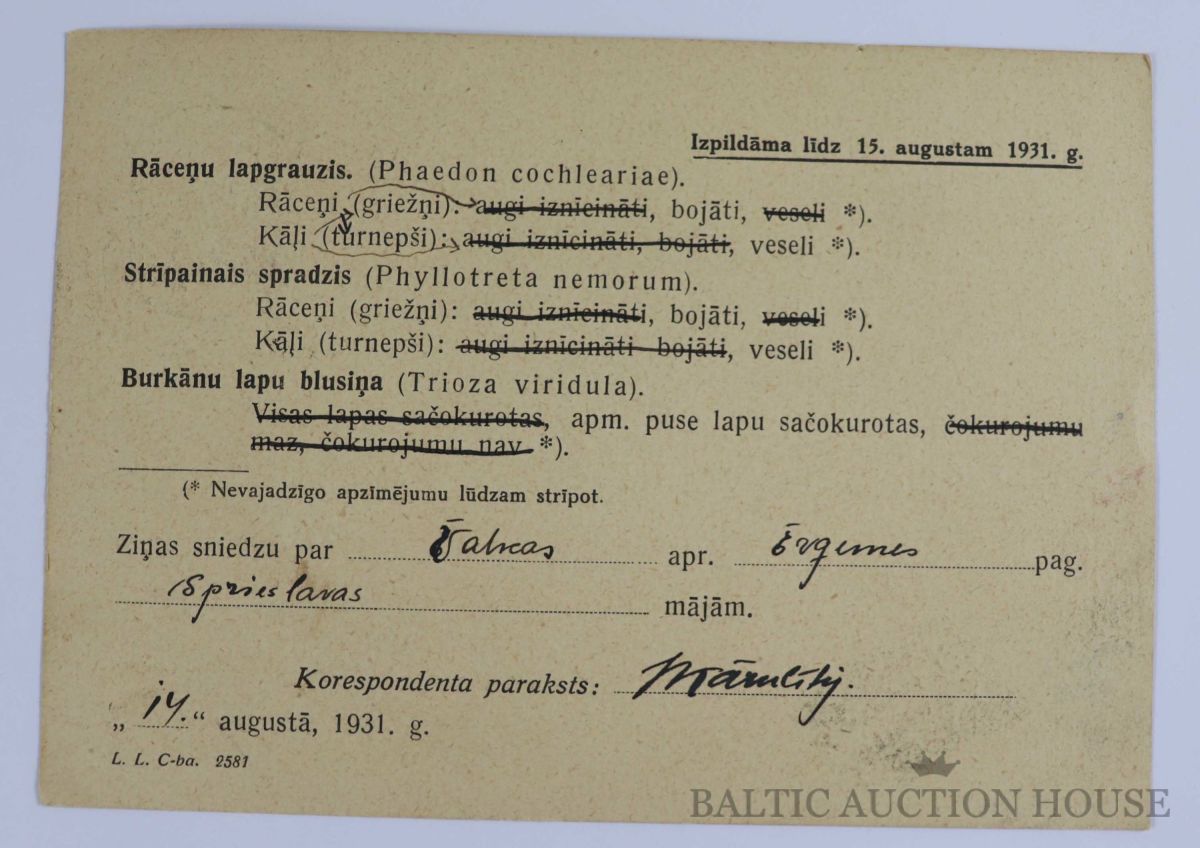 Izpildāma līdz 15. augustam 1931. g.
Rāceņu lapgrauzis. (Phaedon cochleariae).
Rāceņi (griežņi): augi iznīcināti, bojāti, veseli *).
Kāļi (turnepši): augi iznīcināti, bojāti, veseli *).
Strīpainais spradzis (Phyllotreta nemorum).
Rāceņi (griežņi): augi iznīcināti, bojāti, veseli *).
Kāļi (turnepši): augi iznīcināti bojāti, veseli *).
Burkānu lapu blusiņa (Trioza viridula).
Visas lapas sačokurotas, apm. puse lapu sačokurotas, čokurojumu
maz, čokurojumu nav *).
(* Nevajadzīgo apzīmējumu lūdzam strīpot.
Ziņas sniedzu par Valkas apr. Ērģemes pag.
Sprieslavas mājām.
Korespondenta paraksts:
„14.“ augustā, 1931. g.
L. L. C-ba. 2581
BALTIC AUCTION HOUSE